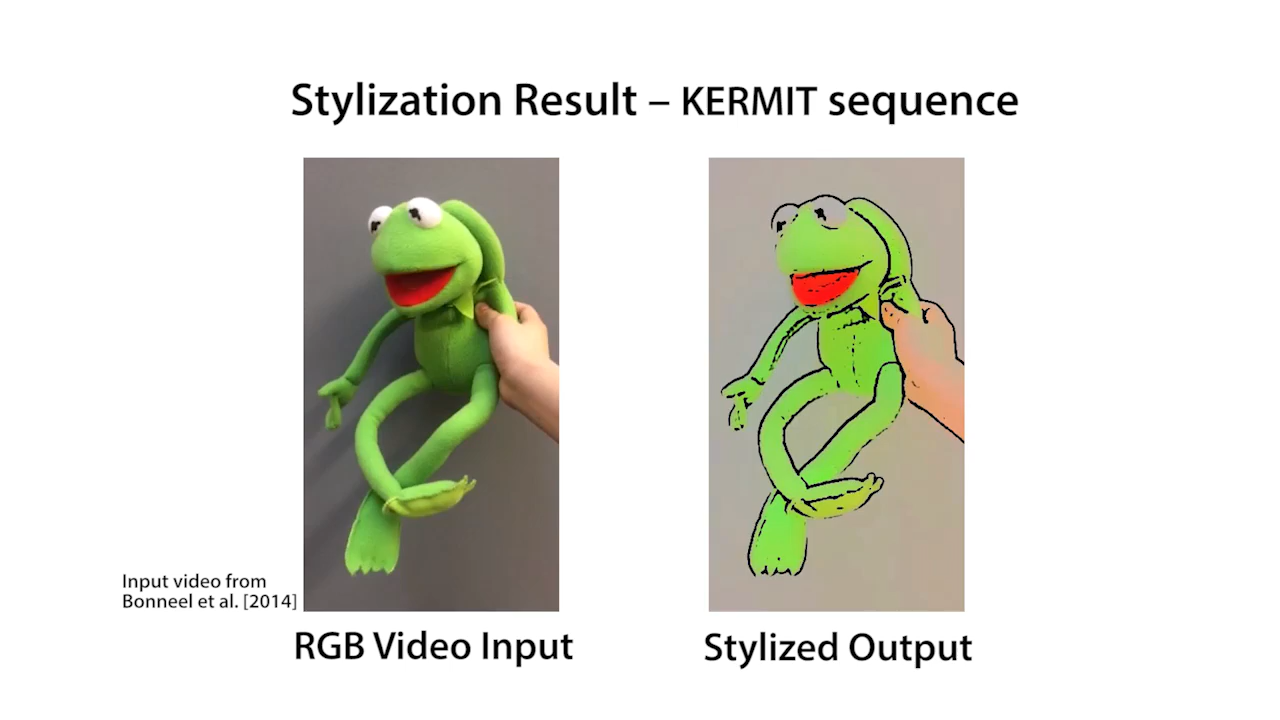 Stylization Result – KERMIT sequence
Input video from
Bonneel et al. [2014]
RGB Video Input
Stylized Output